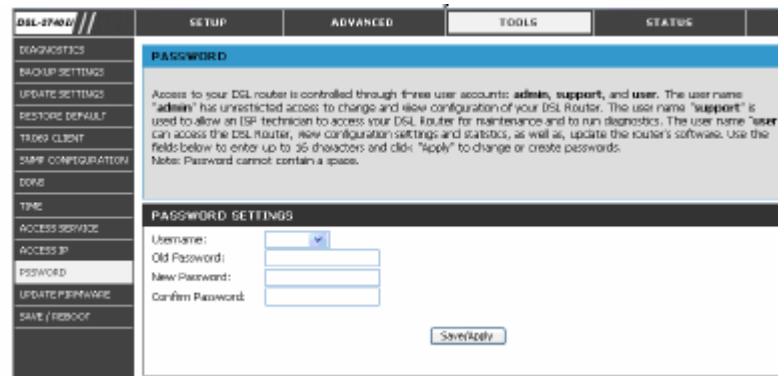 DSL-2740U //
SETUP
ADVANCED
TOOLS
STATUS
DIAGNOSTICS
BACKUP SETTINGS
UPDATE SETTINGS
RESTORE DEFAULT
TR069 CLIENT
SNMP CONFIGURATION
TIME
ACCESS SERVICE
ACCESS IP
PSSWORD
UPDATE FIRMWARE
SAVE / REBOOT
PASSWORD
Access to your DSL router is controlled through three user accounts: admin, support, and user. The user name
"admin" has unrestricted access to change and view configuration of your DSL Router. The user name "support" is
used to allow an ISP technician to access your DSL Router for maintenance and to run diagnostics. The user name "user
can access the DSL Router, view configuration settings and statistics, as well as, update the router's software. Use the
fields below to enter up to 16 characters and click "Apply" to change or create passwords.
Note: Password cannot contain a space.
PASSWORD SETTINGS
Username:
Old Password:
New Password:
Confirm Password:
Save/Apply